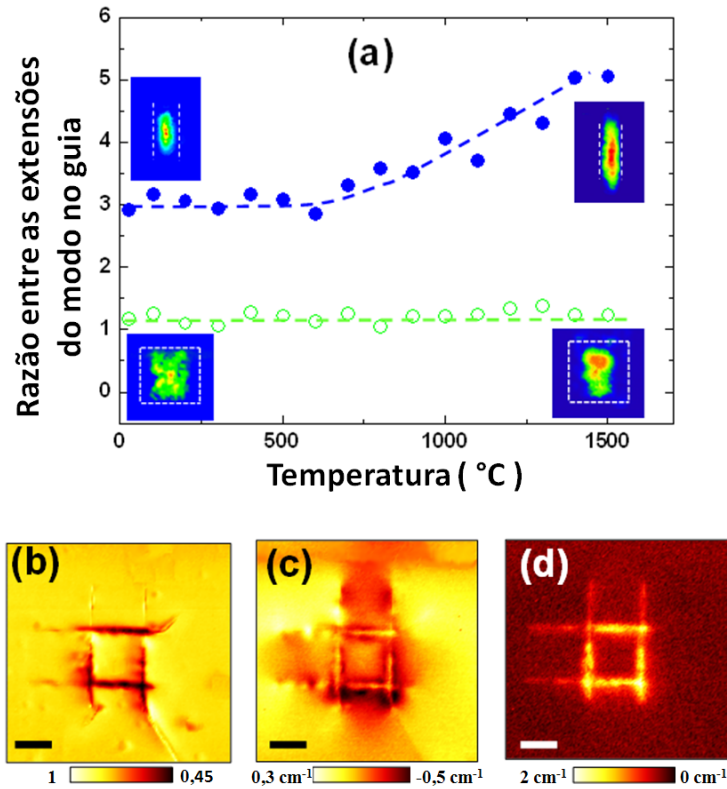 (a)
Razão entre as extensões
do modo no guia
6
5
4
3
2
1
0
0
500
1000
1500
Temperatura ( °C )
(b)
(c)
(d)
1
0,45
0,3 cm⁻¹
-0,5 cm⁻¹
2 cm⁻¹
0 cm⁻¹